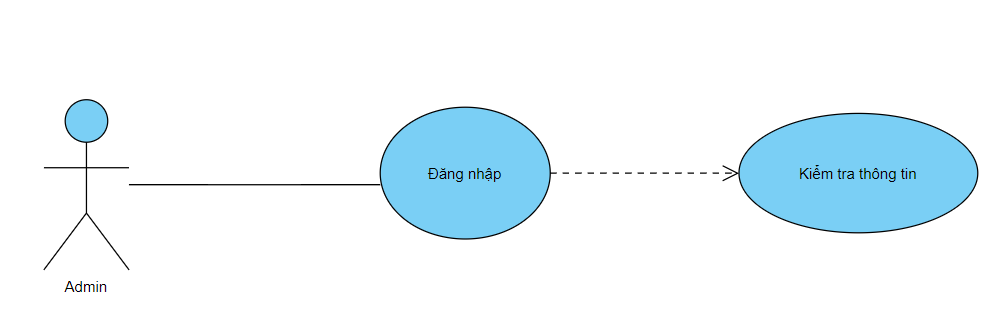 Đăng nhập
Kiểm tra thông tin
Admin